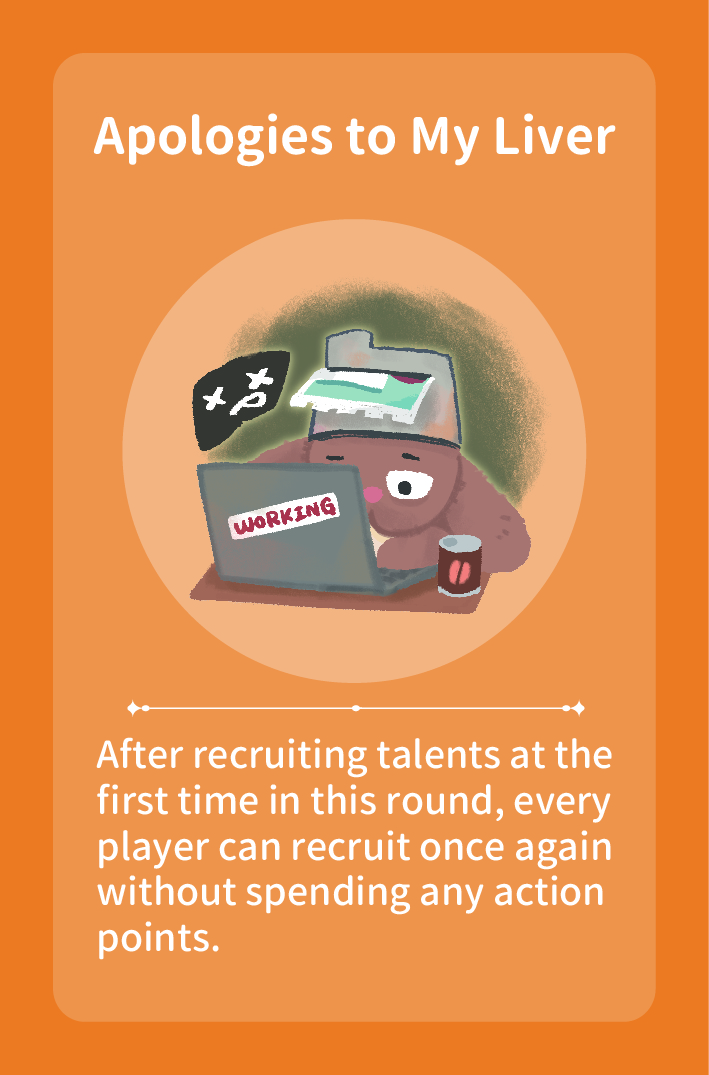 Apologies to My Liver
WORKING
After recruiting talents at the
first time in this round, every
player can recruit once again
without spending any action
points.